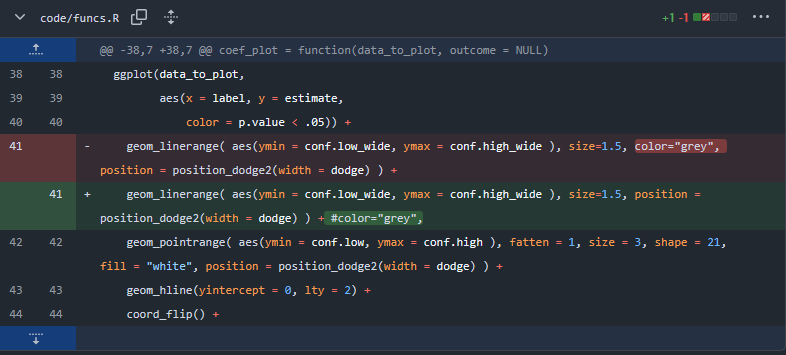 code/funcs.R +1 -1
@@ -38,7 +38,7 @@ coef_plot = function(data_to_plot, outcome = NULL)
38 38 ggplot(data_to_plot,
39 39 aes(x = label, y = estimate,
40 40 color = p.value < .05)) +
41 - geom_linerange( aes(ymin = conf.low_wide, ymax = conf.high_wide ), size=1.5, color="grey",
position = position_dodge2(width = dodge) ) +
41 + geom_linerange( aes(ymin = conf.low_wide, ymax = conf.high_wide ), size=1.5, position =
position_dodge2(width = dodge) ) + #color="grey",
42 42 geom_pointrange( aes(ymin = conf.low, ymax = conf.high ), fatten = 1, size = 3, shape = 21,
fill = "white", position = position_dodge2(width = dodge) ) +
43 43 geom_hline(yintercept = 0, lty = 2) +
44 44 coord_flip() +